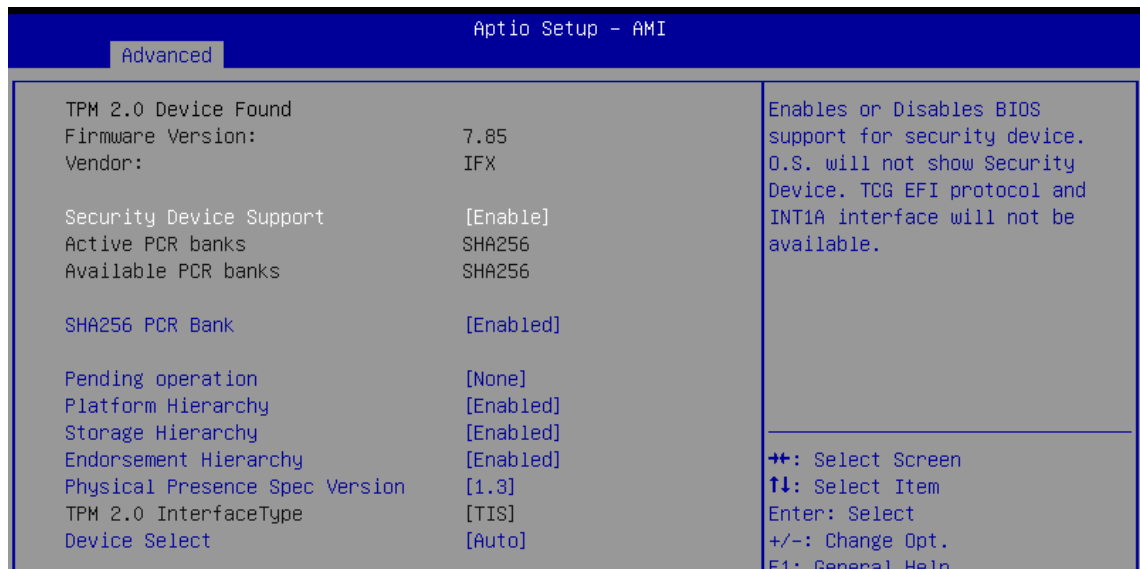 Aptio Setup - AMI
Advanced
TPM 2.0 Device Found
Firmware Version: 7.85
Vendor: IFX
Security Device Support [Enable]
Active PCR banks SHA256
Available PCR banks SHA256
SHA256 PCR Bank [Enabled]
Pending operation [None]
Platform Hierarchy [Enabled]
Storage Hierarchy [Enabled]
Endorsement Hierarchy [Enabled]
Physical Presence Spec Version [1.3]
TPM 2.0 InterfaceType [TIS]
Device Select [Auto]
Enables or Disables BIOS
support for security device.
O.S. will not show Security
Device. TCG EFI protocol and
INT1A interface will not be
available.
→←: Select Screen
↑↓: Select Item
Enter: Select
+/-: Change Opt.
F1: General Help